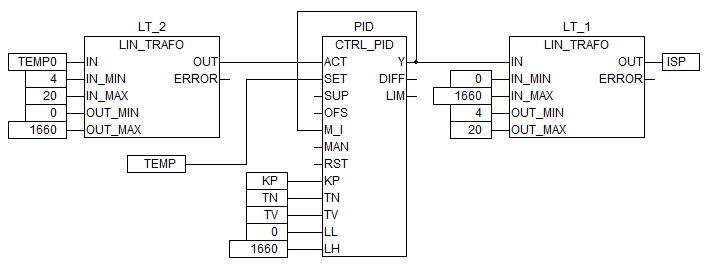 LT_2 PID LT_1
LIN_TRAFO CTRL_PID LIN_TRAFO
TEMP0 IN OUT ACT Y IN OUT ISP
4 IN_MIN ERROR SET DIFF 0 IN_MIN ERROR
20 IN_MAX SUP LIM 1660 IN_MAX
0 OUT_MIN OFS 4 OUT_MIN
1660 OUT_MAX M_I 20 OUT_MAX
MAN
TEMP RST
KP KP
TN TN
TV TV
0 LL
1660 LH